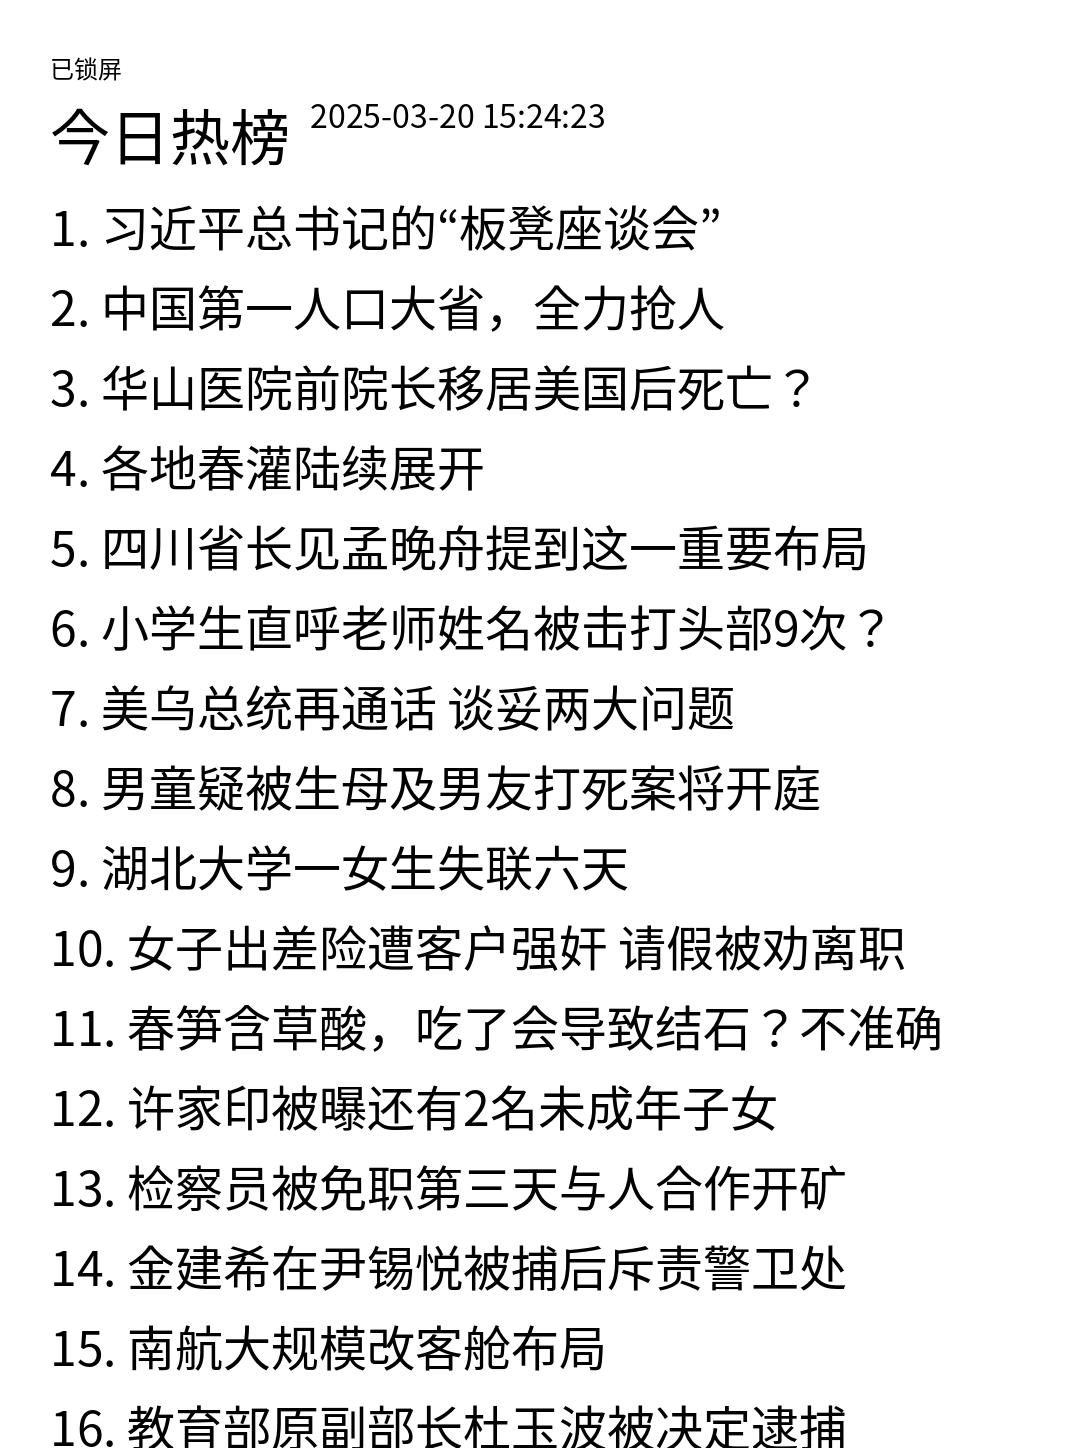 已锁屏
今日热榜 2025-03-20 15:24:23
1. 习近平总书记的“板凳座谈会”
2. 中国第一人口大省，全力抢人
3. 华山医院前院长移居美国后死亡？
4. 各地春灌陆续展开
5. 四川省长见孟晚舟提到这一重要布局
6. 小学生直呼老师姓名被击打头部9次？
7. 美乌总统再通话 谈妥两大问题
8. 男童疑被生母及男友打死案将开庭
9. 湖北大学一女生失联六天
10. 女子出差险遭客户强奸 请假被劝离职
11. 春笋含草酸，吃了会导致结石？不准确
12. 许家印被曝还有2名未成年子女
13. 检察员被免职第三天与人合作开矿
14. 金建希在尹锡悦被捕后斥责警卫处
15. 南航大规模改客舱布局
16. 教育部原副部长杜玉波被决定逮捕